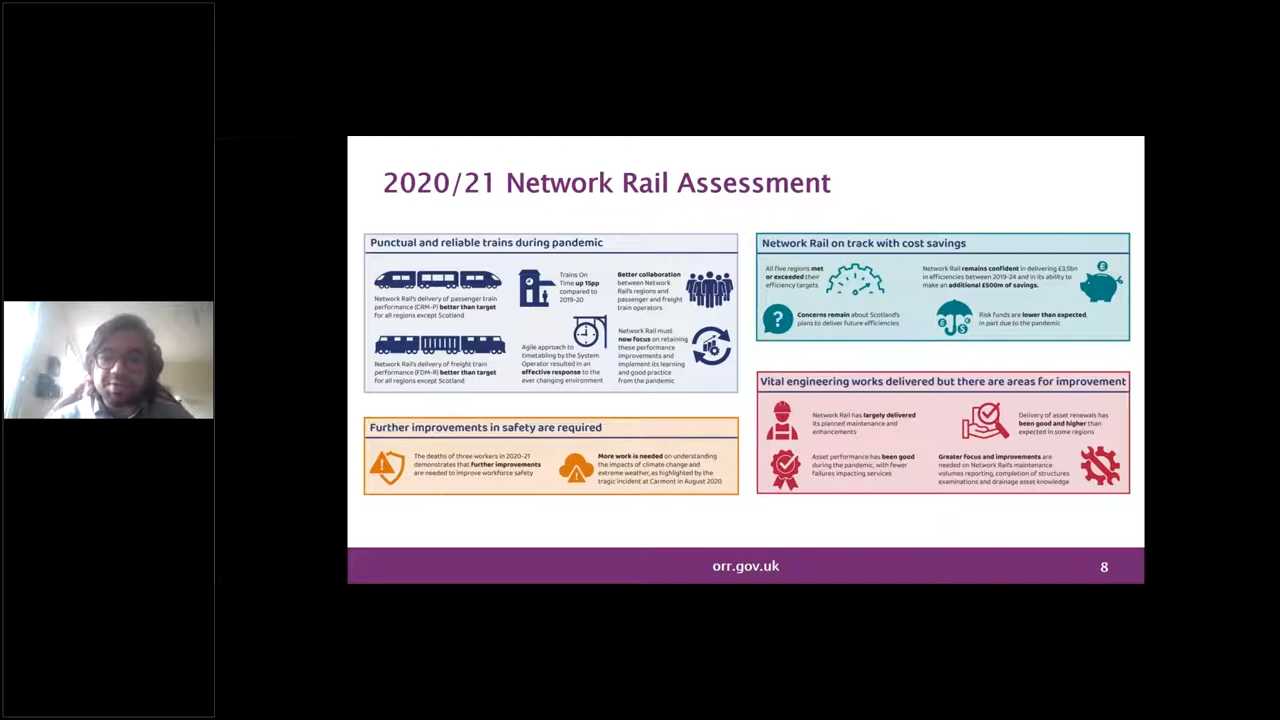 2020/21 Network Rail Assessment
Punctual and reliable trains during pandemic
Network Rail's delivery of passenger train
performance (CRM-P) better than target
for all regions except Scotland
Trains On
Time up 15pp
compared to
2019-20
Better collaboration
between Network
Rail's regions and
passenger and freight
train operators
Network Rail's delivery of freight train
performance (FDM-R) better than target
for all regions except Scotland
Agile approach to
timetabling by the System
Operator resulted in an
effective response to the
ever changing environment
Network Rail must
now focus on retaining
these performance
improvements and
implement its learning
and good practice
from the pandemic
Further improvements in safety are required
The deaths of three workers in 2020-21
demonstrates that further improvements
are needed to improve workforce safety
More work is needed on understanding
the impacts of climate change and
extreme weather, as highlighted by the
tragic incident at Carmont in August 2020
Network Rail on track with cost savings
All five regions met
or exceeded their
efficiency targets
Network Rail remains confident in delivering £3.5bn
in efficiencies between 2019-24 and in its ability to
make an additional £500m of savings.
£
?
Concerns remain about Scotland's
plans to deliver future efficiencies
£ $ €
Risk funds are lower than expected,
in part due to the pandemic
Vital engineering works delivered but there are areas for improvement
Network Rail has largely delivered
its planned maintenance and
enhancements
Delivery of asset renewals has
been good and higher than
expected in some regions
Asset performance has been good
during the pandemic, with fewer
failures impacting services
Greater focus and improvements are
needed on Network Rail's maintenance
volumes reporting, completion of structures
examinations and drainage asset knowledge
orr.gov.uk
8